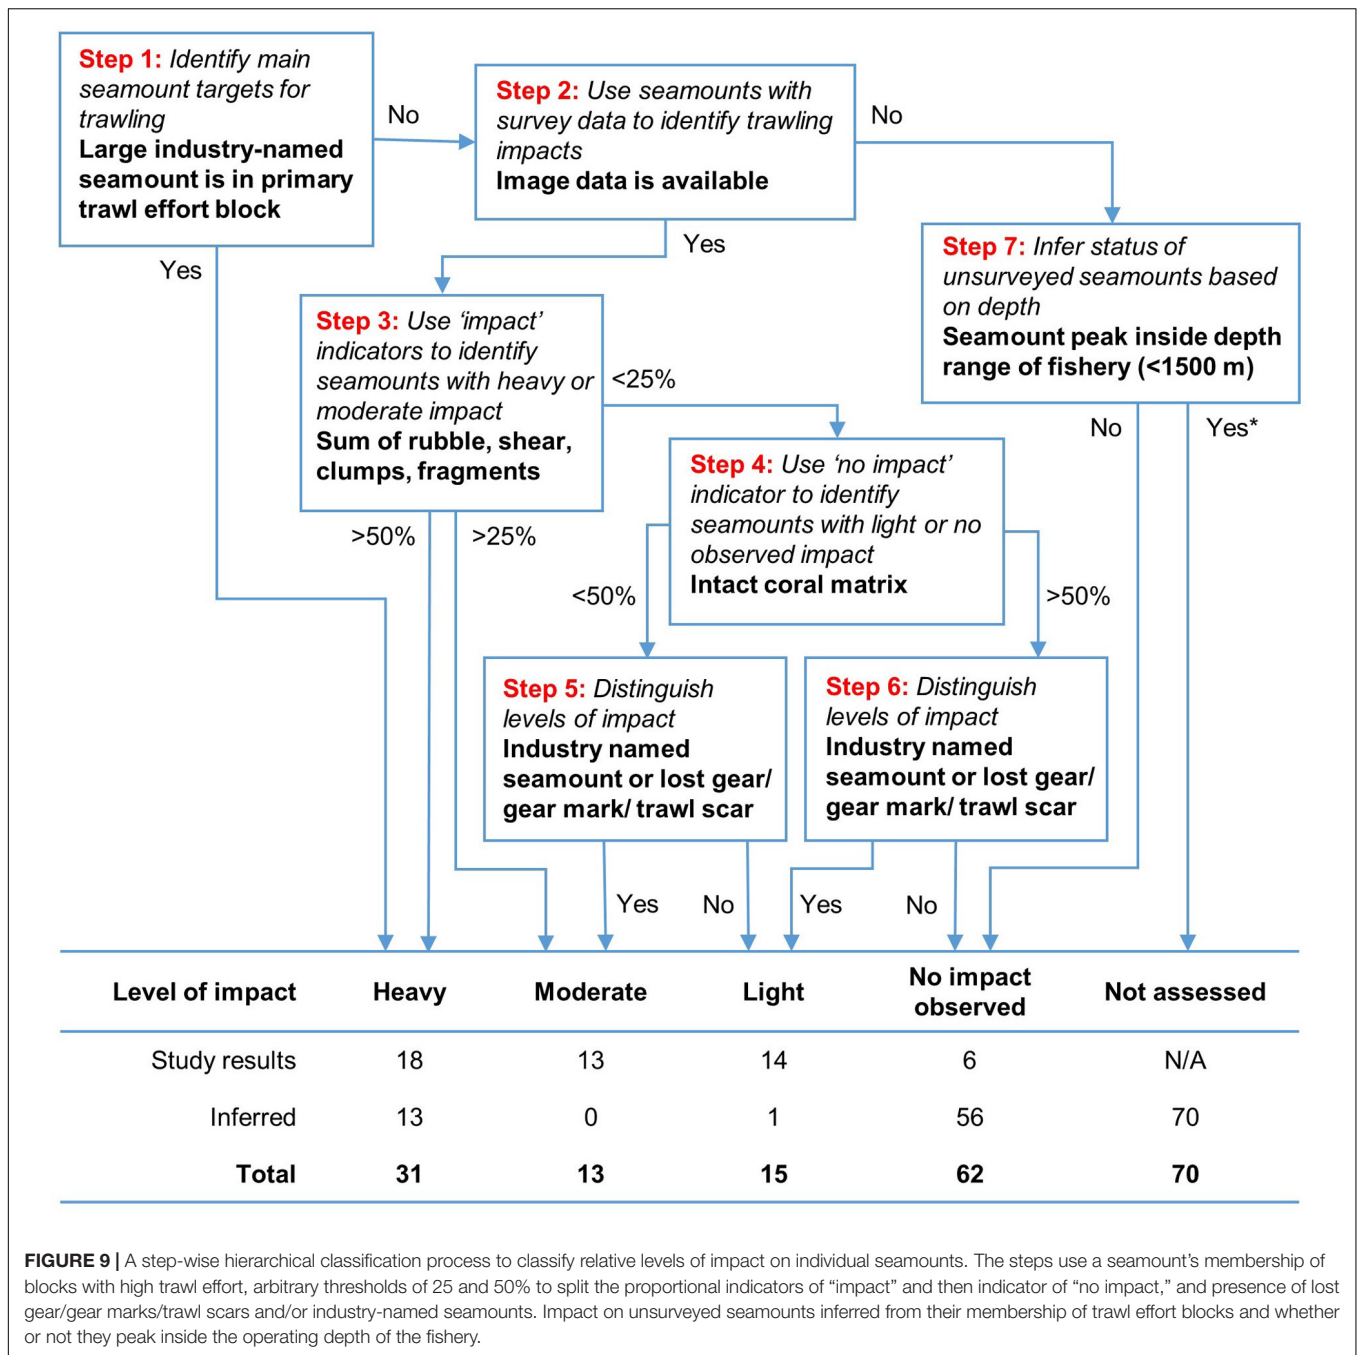 Step 1: Identify main
seamount targets for
trawling
Large industry-named
seamount is in primary
trawl effort block
No
Step 2: Use seamounts with
survey data to identify trawling
impacts
Image data is available
No
Yes
Yes
Step 7: Infer status of
unsurveyed seamounts based
on depth
Seamount peak inside depth
range of fishery (<1500 m)
Step 3: Use ‘impact’
indicators to identify
seamounts with heavy or
moderate impact
Sum of rubble, shear,
clumps, fragments
<25%
No
Yes*
Step 4: Use ‘no impact’
indicator to identify
seamounts with light or no
observed impact
Intact coral matrix
>50%
>25%
<50%
>50%
Step 5: Distinguish
levels of impact
Industry named
seamount or lost gear/
gear mark/ trawl scar
Step 6: Distinguish
levels of impact
Industry named
seamount or lost gear/
gear mark/ trawl scar
Yes
No
Yes
No
Level of impact Heavy Moderate Light No impact observed Not assessed
Study results 18 13 14 6 N/A
Inferred 13 0 1 56 70
Total 31 13 15 62 70
FIGURE 9 | A step-wise hierarchical classification process to classify relative levels of impact on individual seamounts. The steps use a seamount’s membership of
blocks with high trawl effort, arbitrary thresholds of 25 and 50% to split the proportional indicators of “impact” and then indicator of “no impact,” and presence of lost
gear/gear marks/trawl scars and/or industry-named seamounts. Impact on unsurveyed seamounts inferred from their membership of trawl effort blocks and whether
or not they peak inside the operating depth of the fishery.